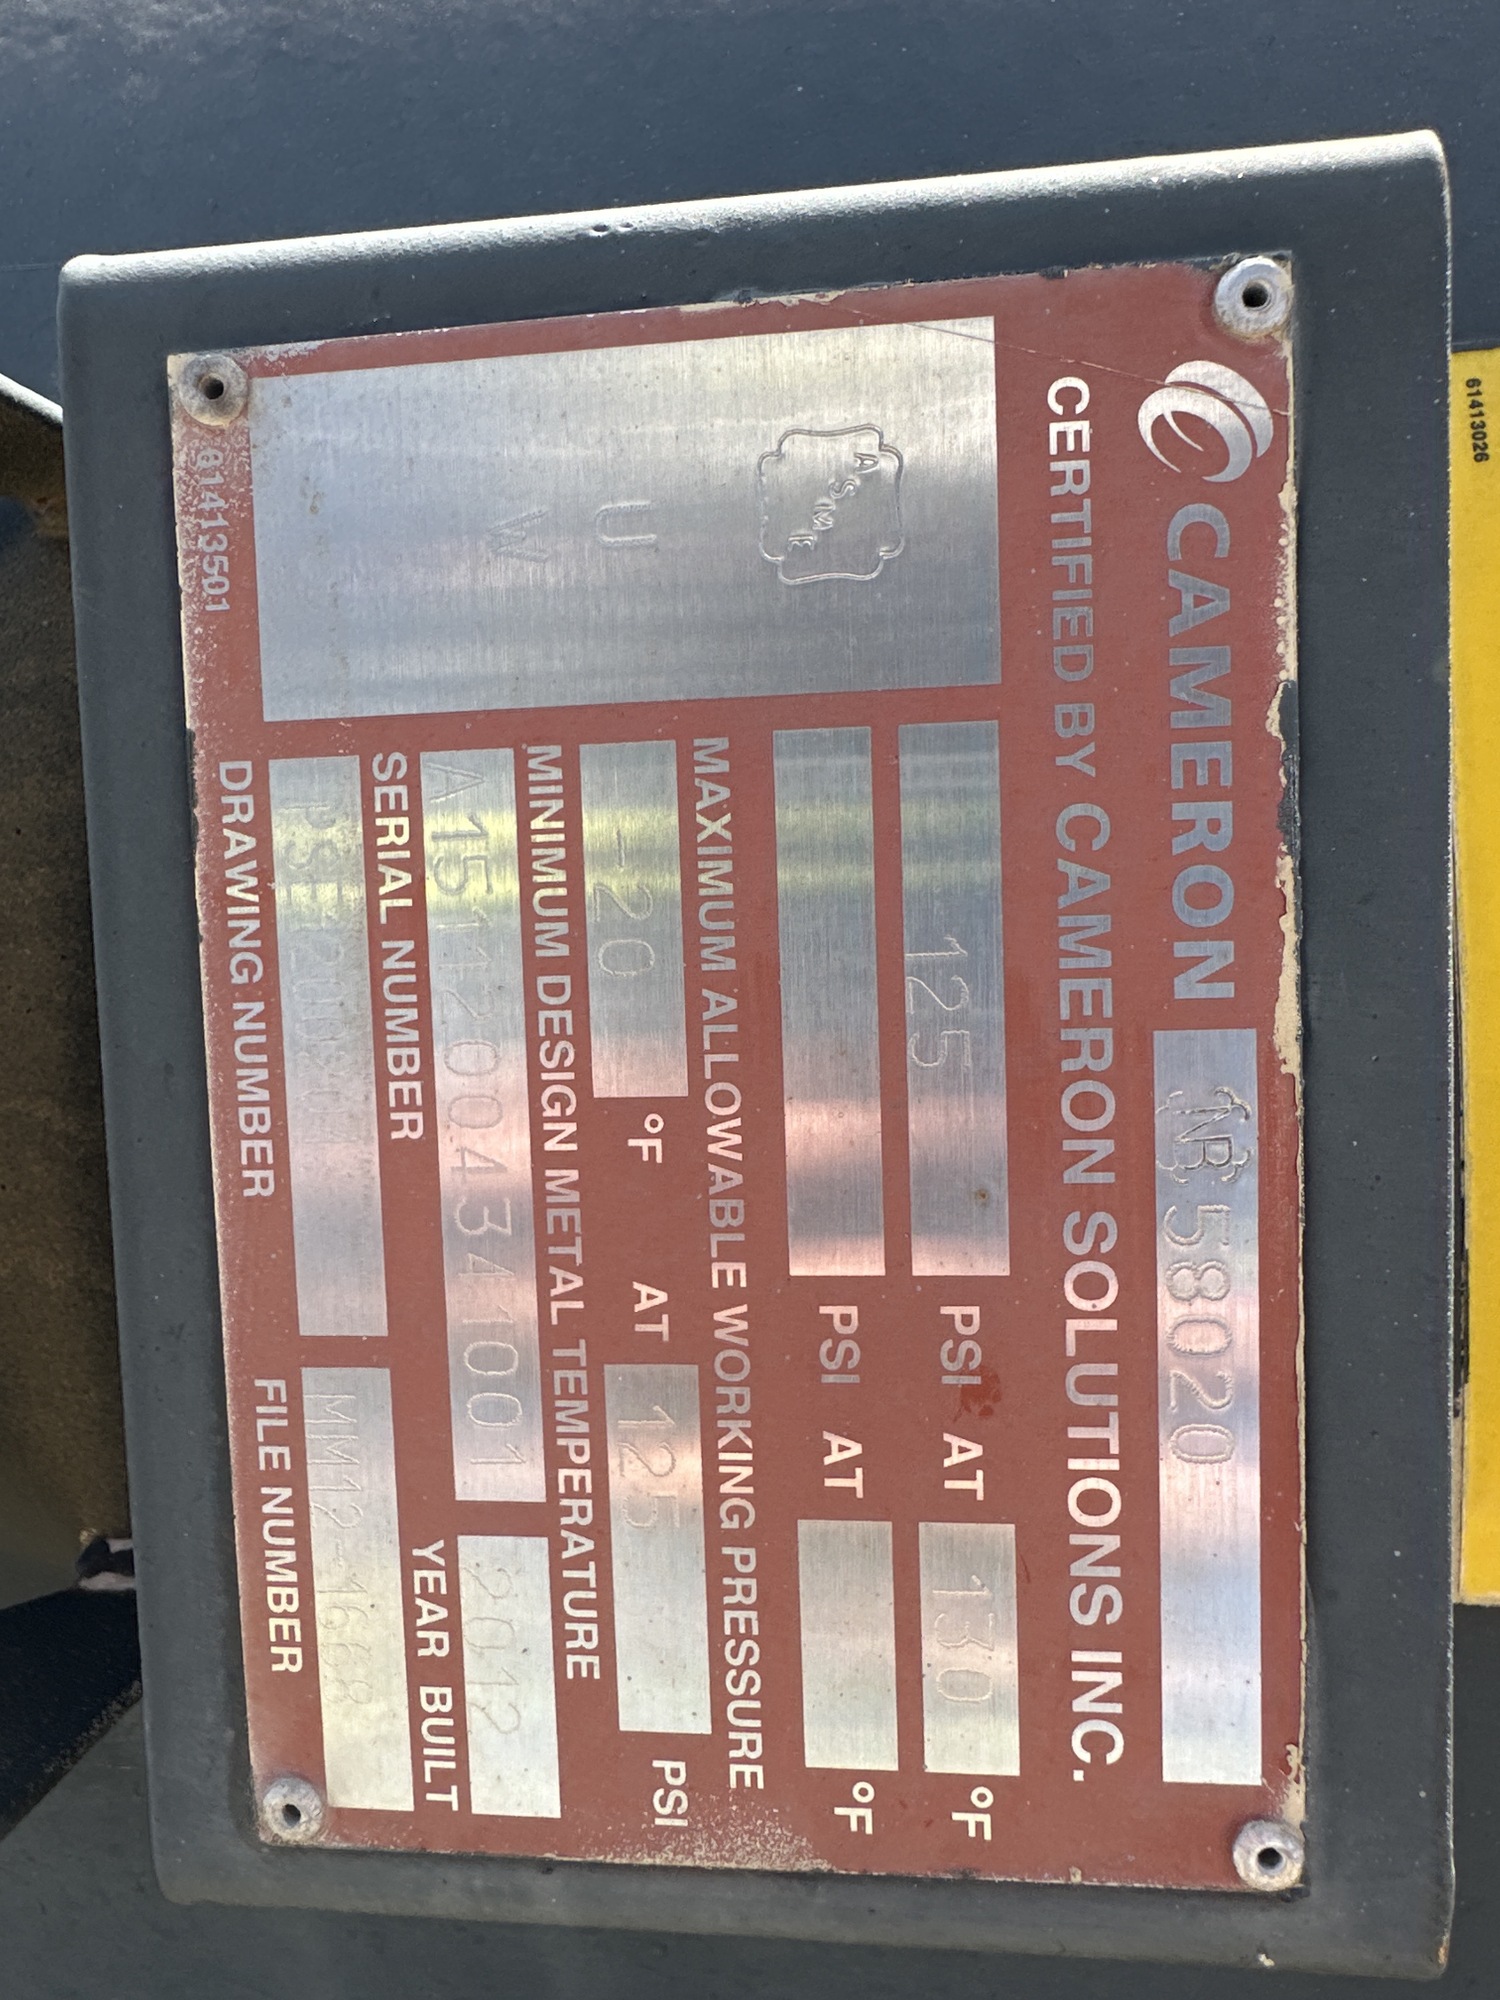 CAMERON NB 58020
CERTIFIED BY CAMERON SOLUTIONS INC.
ASME
U
W
125 PSI AT 130 °F
PSI AT °F
MAXIMUM ALLOWABLE WORKING PRESSURE
-20 °F AT 125 PSI
MINIMUM DESIGN METAL TEMPERATURE
A15112004341001 2012
SERIAL NUMBER YEAR BUILT
MM12-1668
DRAWING NUMBER FILE NUMBER
61413501
61413026